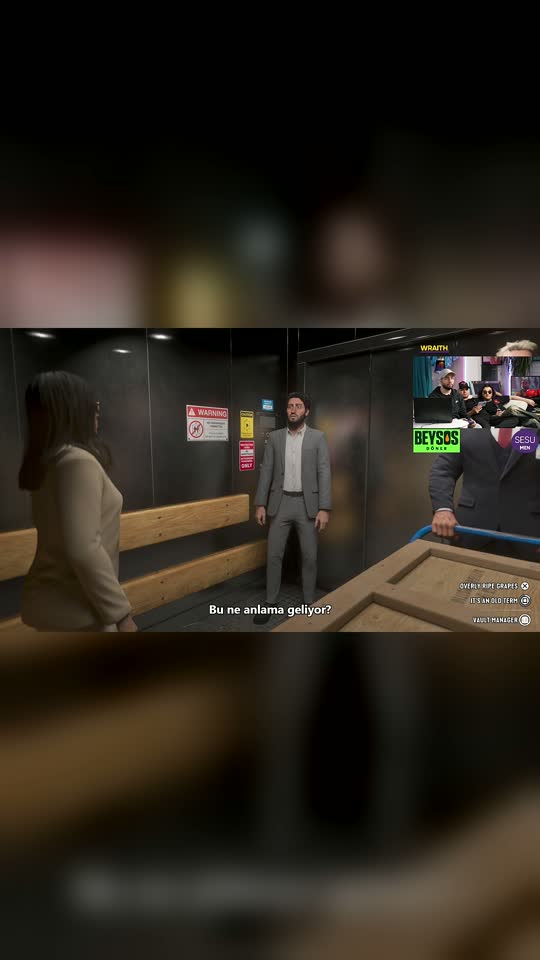 WRAITH
BEYSOS
DÖNER
SESU
MEN
WARNING
ONLY
OVERLY RIPE GRAPES
IT'S AN OLD TERM
VAULT MANAGER
Bu ne anlama geliyor?